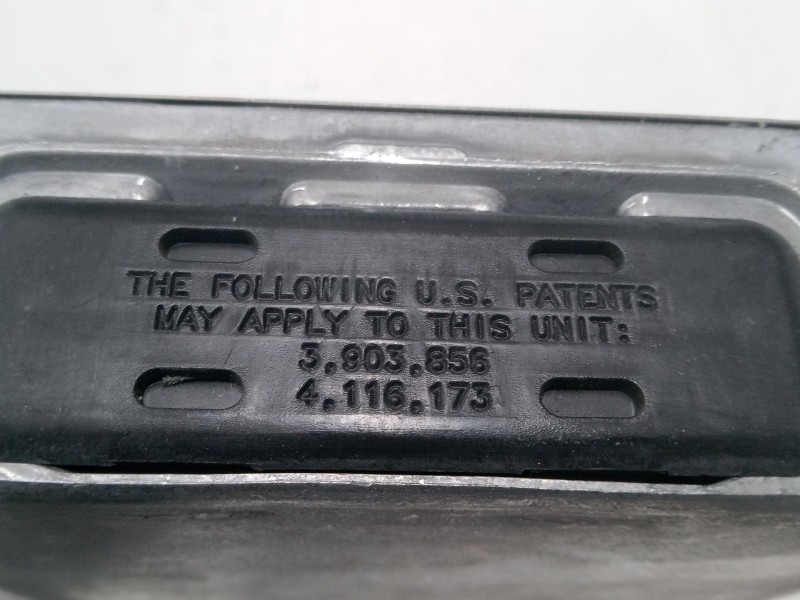 THE FOLLOWING U.S. PATENTS
MAY APPLY TO THIS UNIT:
3.903.856
4.116.173